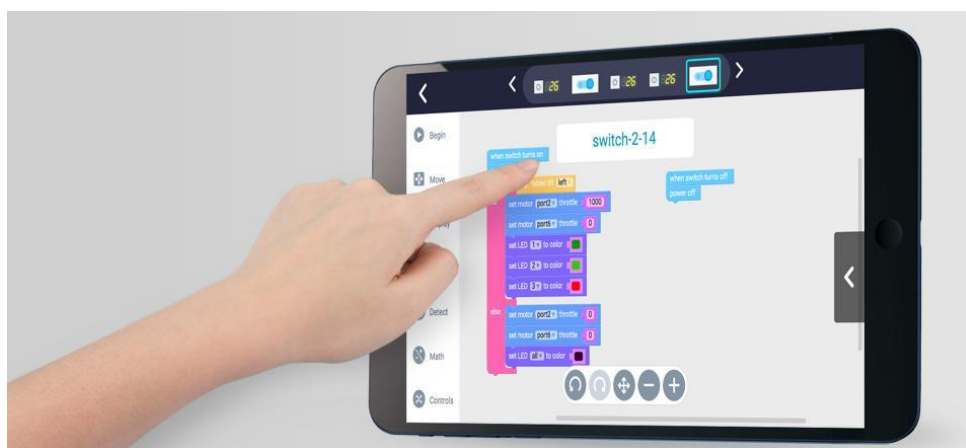 26 26 26
switch-2-14
Begin
Move
Detect
Math
Controls
when switch turns on
left
set motor port2 throttle 1000
set motor port6 throttle 0
set LED 1 to color
set LED 2 to color
set LED 3 to color
else
set motor port2 throttle 0
set motor port6 throttle 0
set LED all to color
when switch turns off
power off